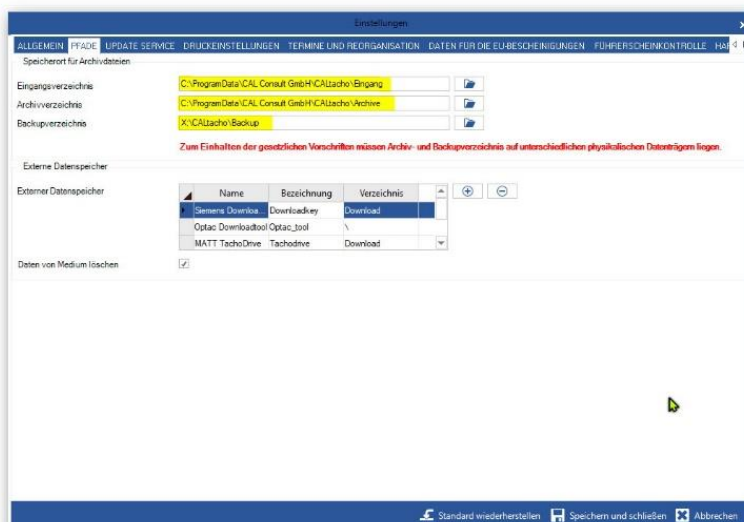 Einstellungen
ALLGEMEIN PFADE UPDATE SERVICE DRUCKEINSTELLUNGEN TERMINE UND REORGANISATION DATEN FÜR DIE EU-BESCHEINIGUNGEN FÜHRERSCHEINKONTROLLE
Speicherort für Archivdateien
Eingangsverzeichnis C:\ProgramData\CAL Consult GmbH\CALtacho\Eingang
Archivverzeichnis C:\ProgramData\CAL Consult GmbH\CALtacho\Archive
Backupverzeichnis X:\CALtacho\Backup
Zum Einhalten der gesetzlichen Vorschriften müssen Archiv- und Backupverzeichnis auf unterschiedlichen physikalischen Datenträgern liegen.
Externe Datenspeicher
Externer Datenspeicher Name Bezeichnung Verzeichnis
Siemens Downloa... Downloadkey Download
Optac Downloadtool Optac_tool \
MATT TachoDrive Tachodrive Download
Daten von Medium löschen
Standard wiederherstellen Speichern und schließen Abbrechen